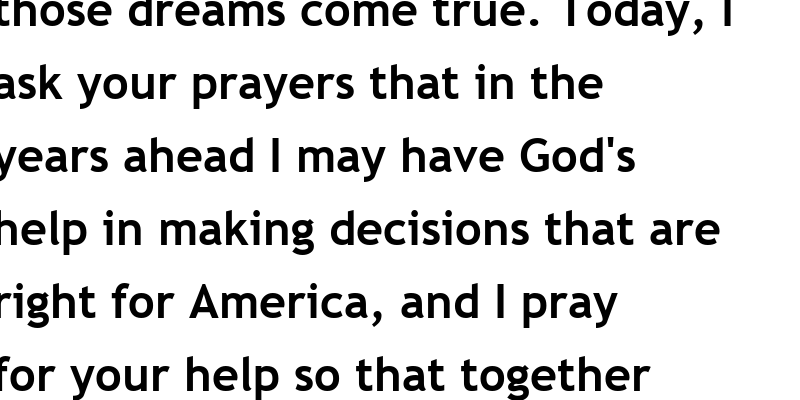 those dreams come true. Today, I
ask your prayers that in the
years ahead I may have God's
help in making decisions that are
right for America, and I pray
for your help so that together